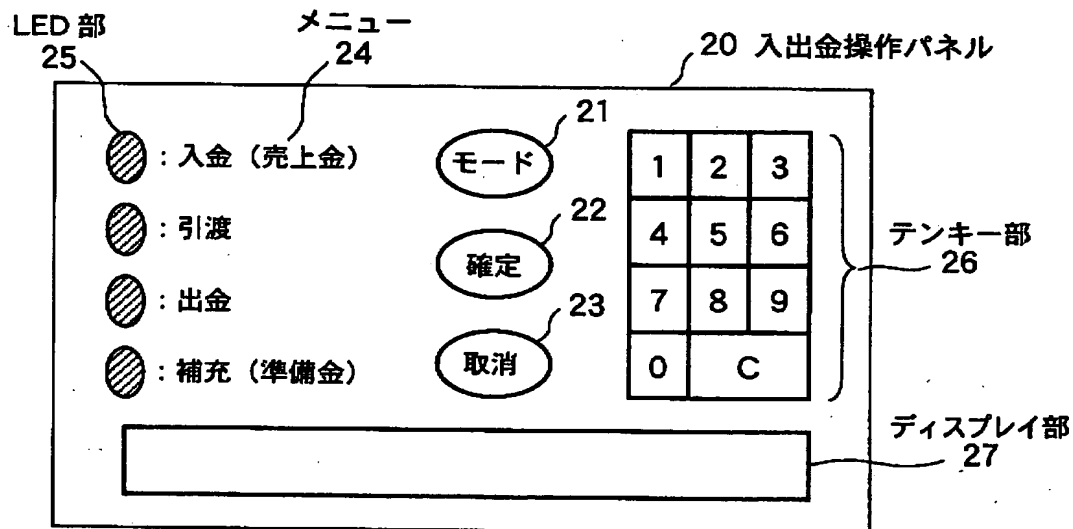 LED 部
25
メニュー
24
20 入出金操作パネル
：入金（売上金）
：引渡
：出金
：補充（準備金）
21
モード
22
確定
23
取消
1 2 3
4 5 6
7 8 9
0 C
テンキー部
26
ディスプレイ部
27